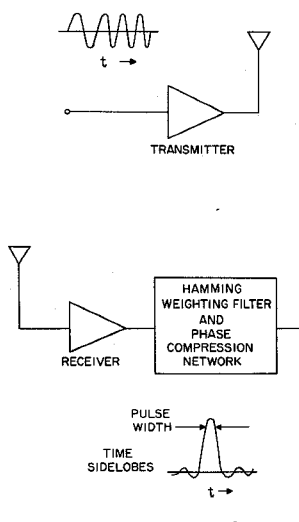 t →
TRANSMITTER
HAMMING
WEIGHTING FILTER
AND
PHASE
COMPRESSION
NETWORK
RECEIVER
PULSE
WIDTH
TIME
SIDELOBES
t →